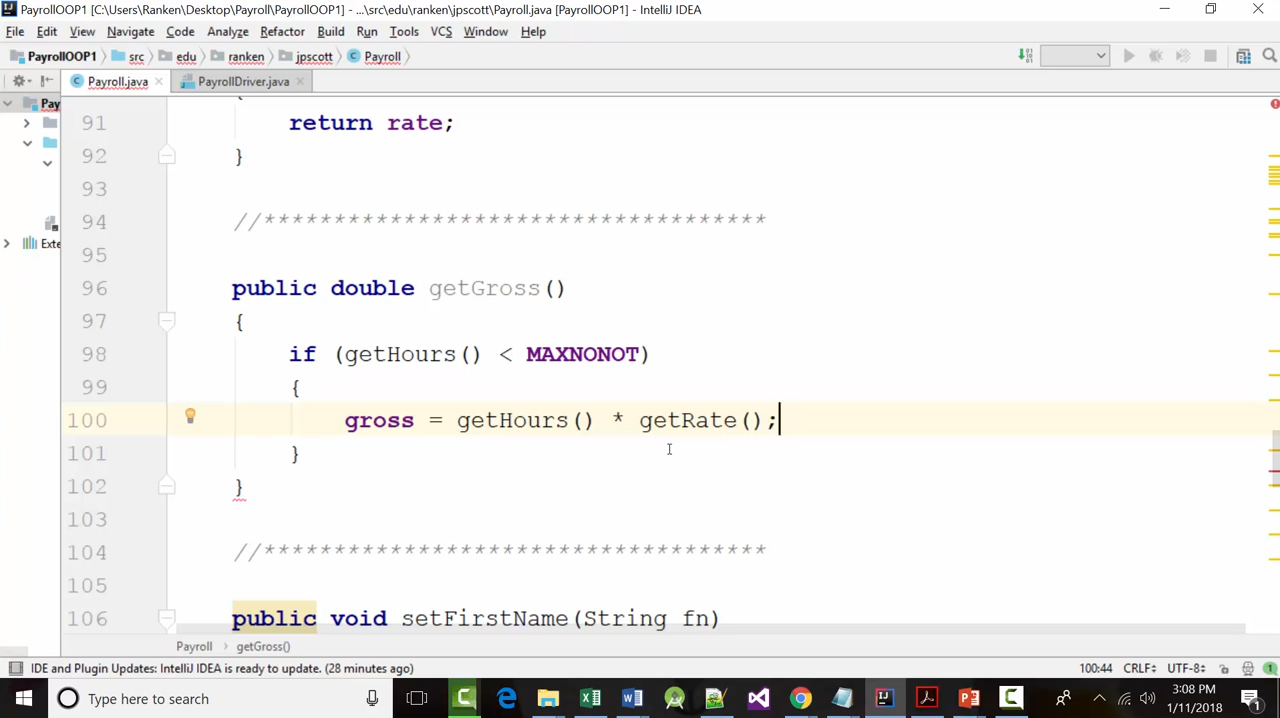 PayrollOOP1 [C:\Users\Ranken\Desktop\Payroll\PayrollOOP1] - ...\src\edu\ranken\jpscott\Payroll.java [PayrollOOP1] - IntelliJ IDEA
File Edit View Navigate Code Analyze Refactor Build Run Tools VCS Window Help
PayrollOOP1 src edu ranken jpscott Payroll
Payroll.java PayrollDriver.java
Pay
Exte
91 return rate;
92 }
93
94 //************************************
95
96 public double getGross()
97 {
98 if (getHours() < MAXNONOT)
99 {
100 gross = getHours() * getRate();
101 }
102 }
103
104 //************************************
105
106 public void setFirstName(String fn)
Payroll › getGross()
IDE and Plugin Updates: IntelliJ IDEA is ready to update. (28 minutes ago) 100:44 CRLF UTF-8 1
Type here to search
3:08 PM
1/11/2018
1